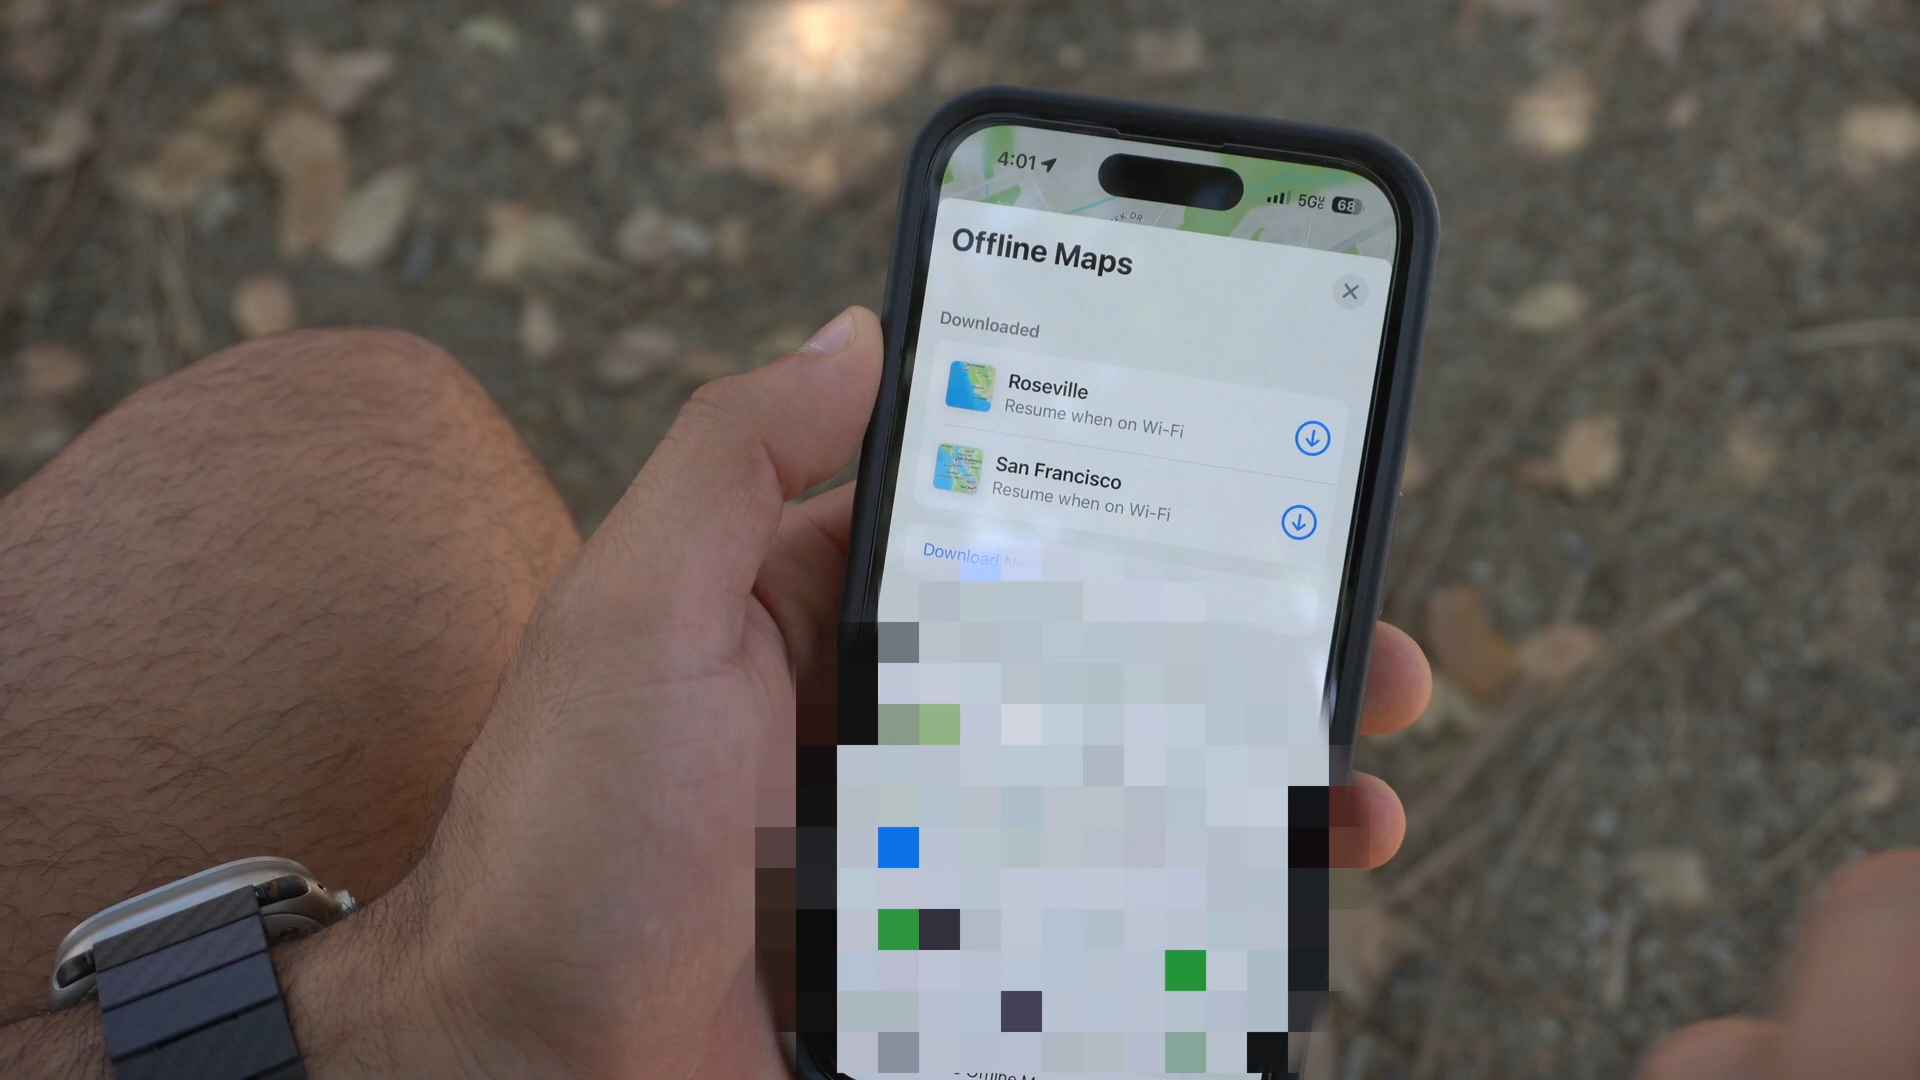 4:01
5G 68
Offline Maps
Downloaded
Roseville
Resume when on Wi-Fi
San Francisco
Resume when on Wi-Fi
Download